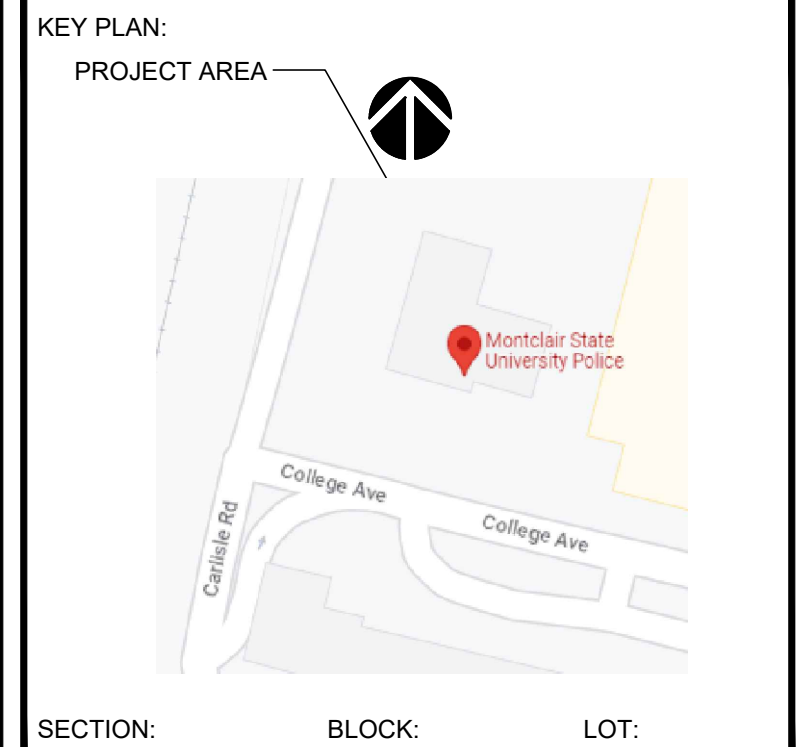 KEY PLAN:
PROJECT AREA
Montclair State
University Police
College Ave
College Ave
Carlisle Rd
SECTION: BLOCK: LOT: